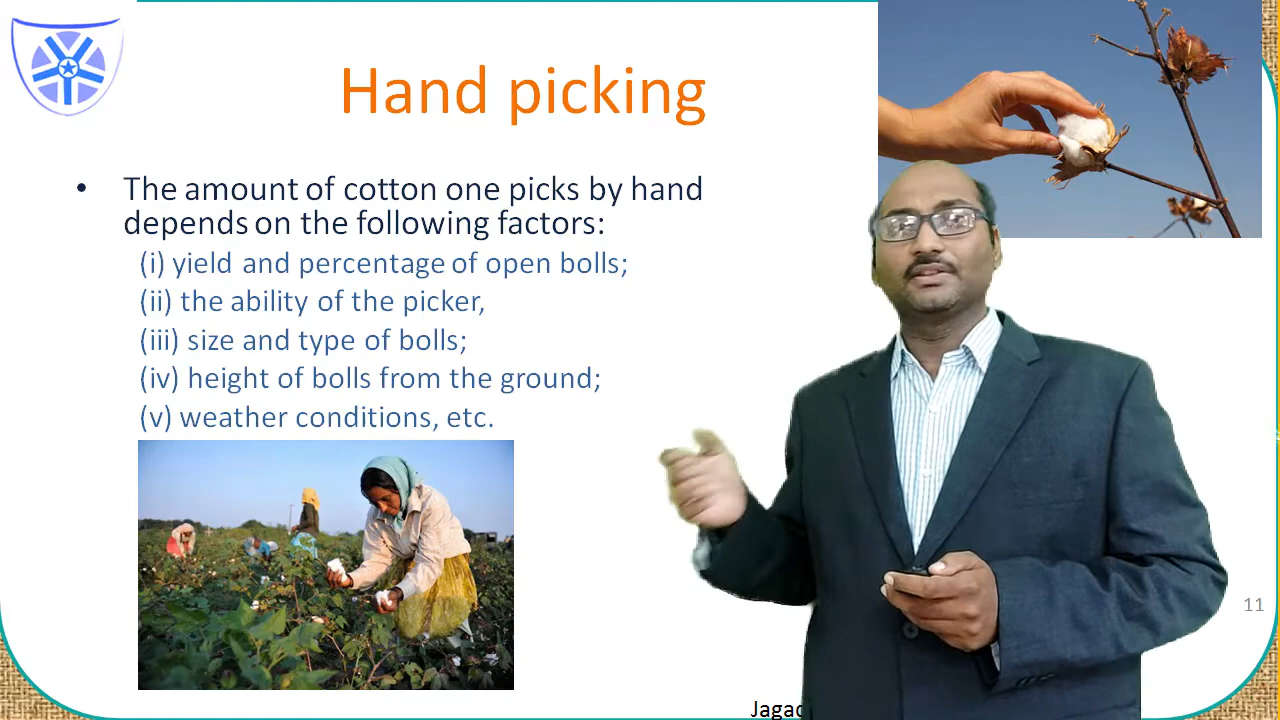 Hand picking
• The amount of cotton one picks by hand
depends on the following factors:
(i) yield and percentage of open bolls;
(ii) the ability of the picker,
(iii) size and type of bolls;
(iv) height of bolls from the ground;
(v) weather conditions, etc.
11